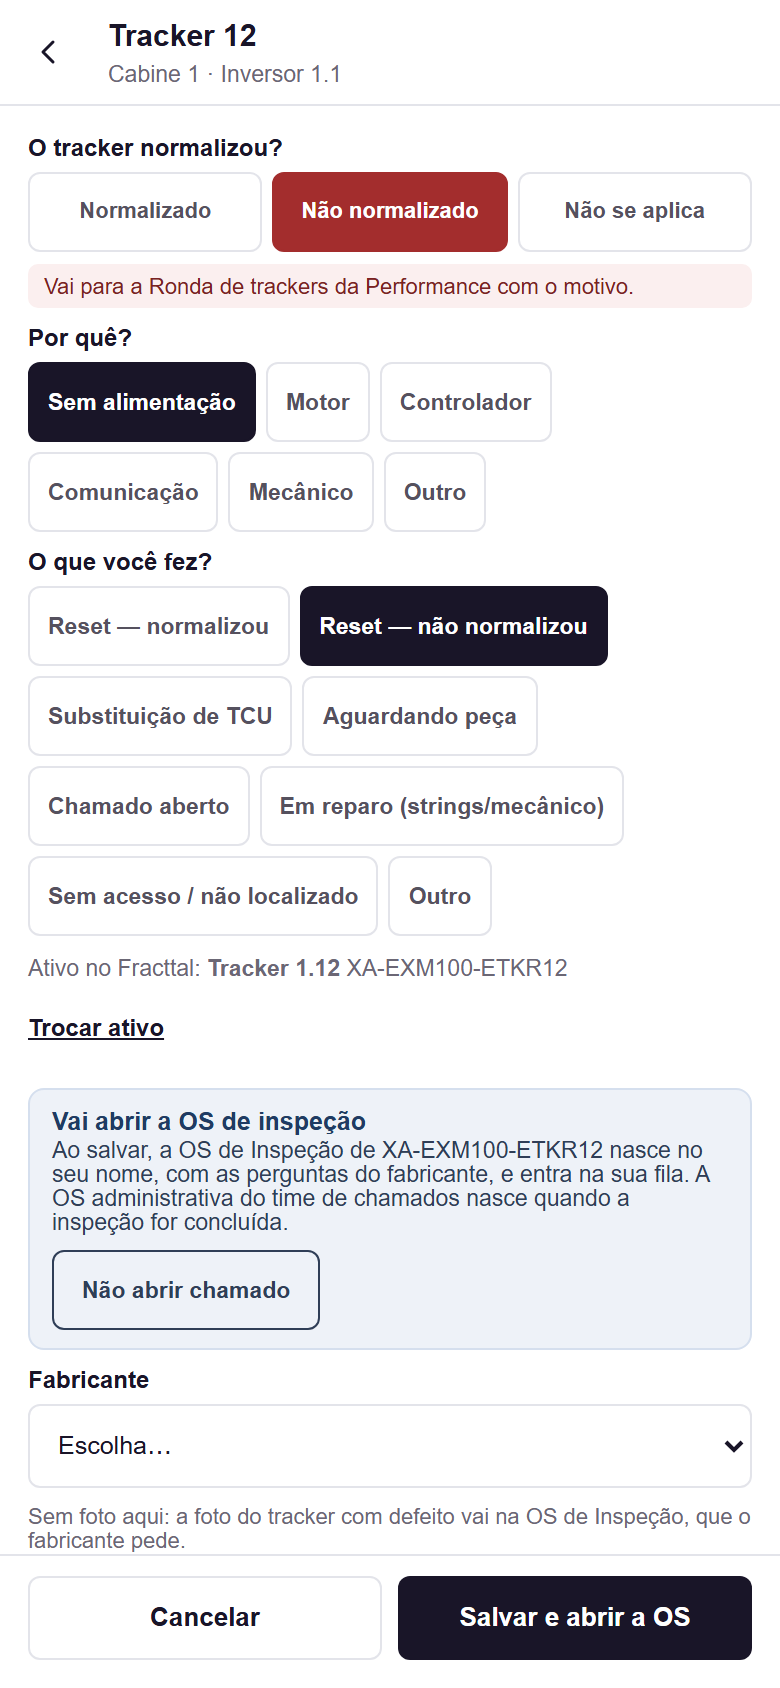 Tracker 12
Cabine 1 · Inversor 1.1
O tracker normalizou?
Normalizado
Não normalizado
Não se aplica
Vai para a Ronda de trackers da Performance com o motivo.
Por quê?
Sem alimentação
Motor
Controlador
Comunicação
Mecânico
Outro
O que você fez?
Reset — normalizou
Reset — não normalizou
Substituição de TCU
Aguardando peça
Chamado aberto
Em reparo (strings/mecânico)
Sem acesso / não localizado
Outro
Ativo no Fracttal: Tracker 1.12 XA-EXM100-ETKR12
Trocar ativo
Vai abrir a OS de inspeção
Ao salvar, a OS de Inspeção de XA-EXM100-ETKR12 nasce no
seu nome, com as perguntas do fabricante, e entra na sua fila. A
OS administrativa do time de chamados nasce quando a
inspeção for concluída.
Não abrir chamado
Fabricante
Escolha…
Sem foto aqui: a foto do tracker com defeito vai na OS de Inspeção, que o
fabricante pede.
Cancelar
Salvar e abrir a OS